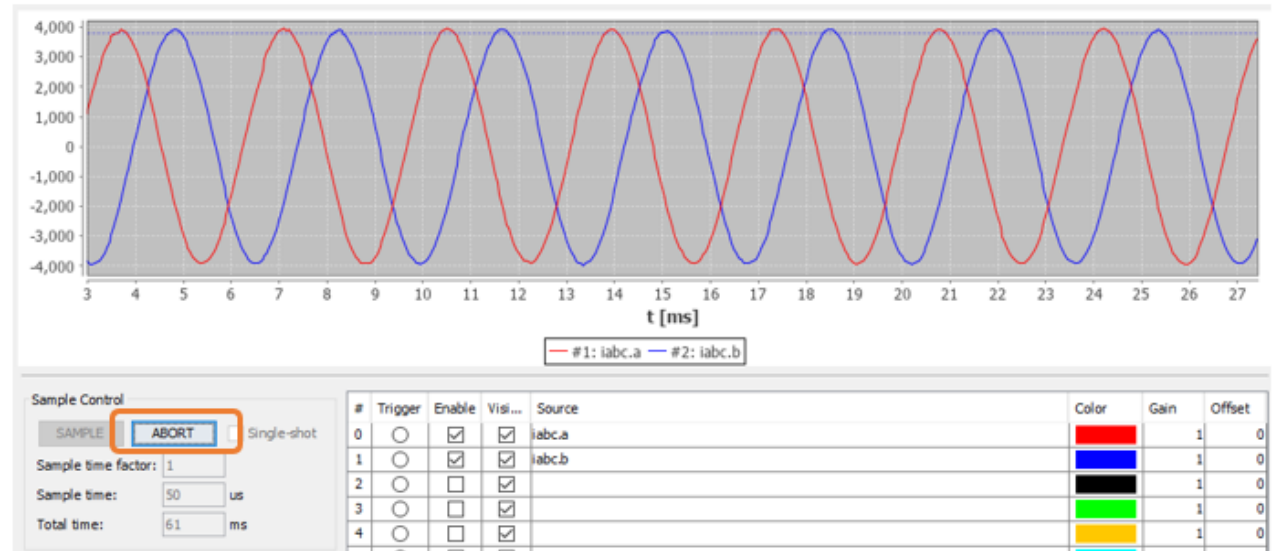 4,000
3,000
2,000
1,000
0
-1,000
-2,000
-3,000
-4,000
3 4 5 6 7 8 9 10 11 12 13 14 15 16 17 18 19 20 21 22 23 24 25 26 27
t [ms]
#1: iabc.a #2: iabc.b
Sample Control
SAMPLE ABORT Single-shot
Sample time factor: 1
Sample time: 50 us
Total time: 61 ms
# Trigger Enable Visi... Source Color Gain Offset
0 iabc.a 1 0
1 iabc.b 1 0
2 1 0
3 1 0
4 1 0